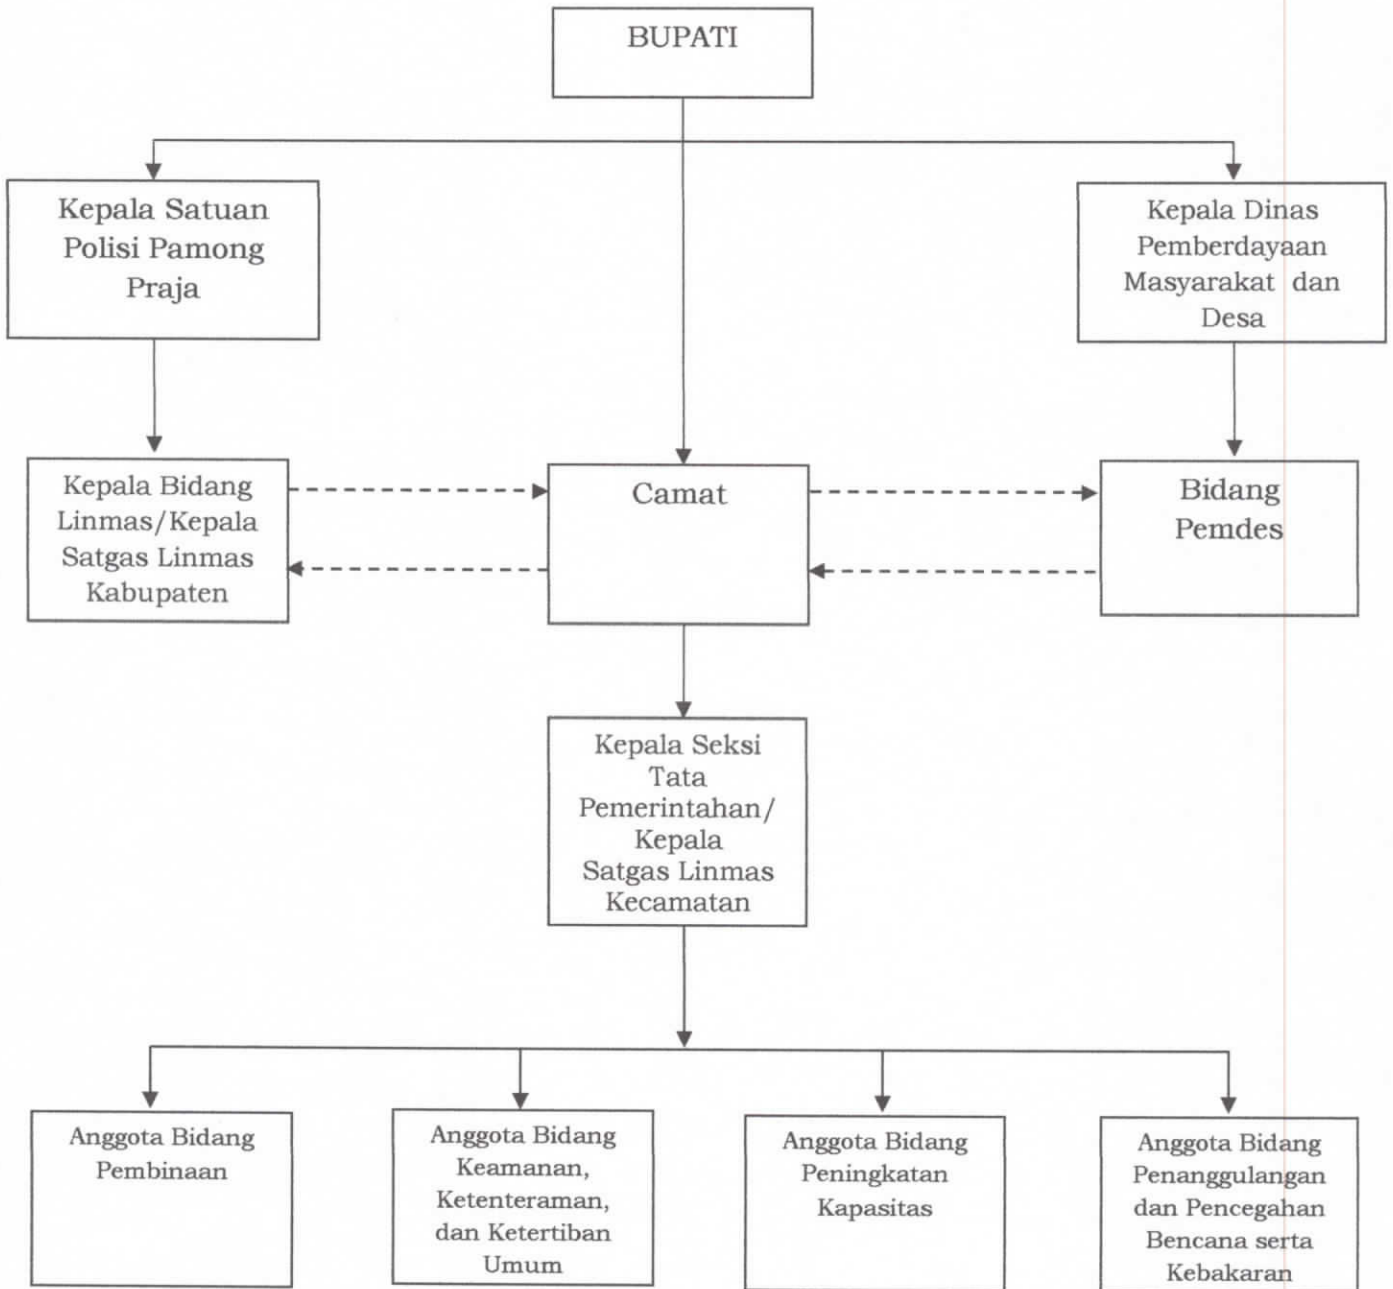 BUPATI
Kepala Satuan
Polisi Pamong
Praja
Kepala Dinas
Pemberdayaan
Masyarakat dan
Desa
Kepala Bidang
Linmas/Kepala
Satgas Linmas
Kabupaten
Camat
Bidang
Pemdes
Kepala Seksi
Tata
Pemerintahan/
Kepala
Satgas Linmas
Kecamatan
Anggota Bidang
Pembinaan
Anggota Bidang
Keamanan,
Ketenteraman,
dan Ketertiban
Umum
Anggota Bidang
Peningkatan
Kapasitas
Anggota Bidang
Penanggulangan
dan Pencegahan
Bencana serta
Kebakaran